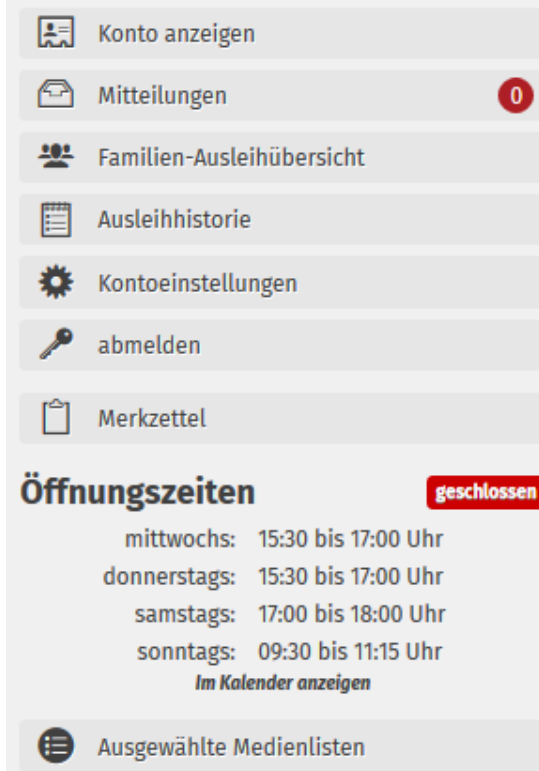 Konto anzeigen
Mitteilungen 0
Familien-Ausleihübersicht
Ausleihhistorie
Kontoeinstellungen
abmelden
Merkzettel
Öffnungszeiten geschlossen
mittwochs: 15:30 bis 17:00 Uhr
donnerstags: 15:30 bis 17:00 Uhr
samstags: 17:00 bis 18:00 Uhr
sonntags: 09:30 bis 11:15 Uhr
Im Kalender anzeigen
Ausgewählte Medienlisten